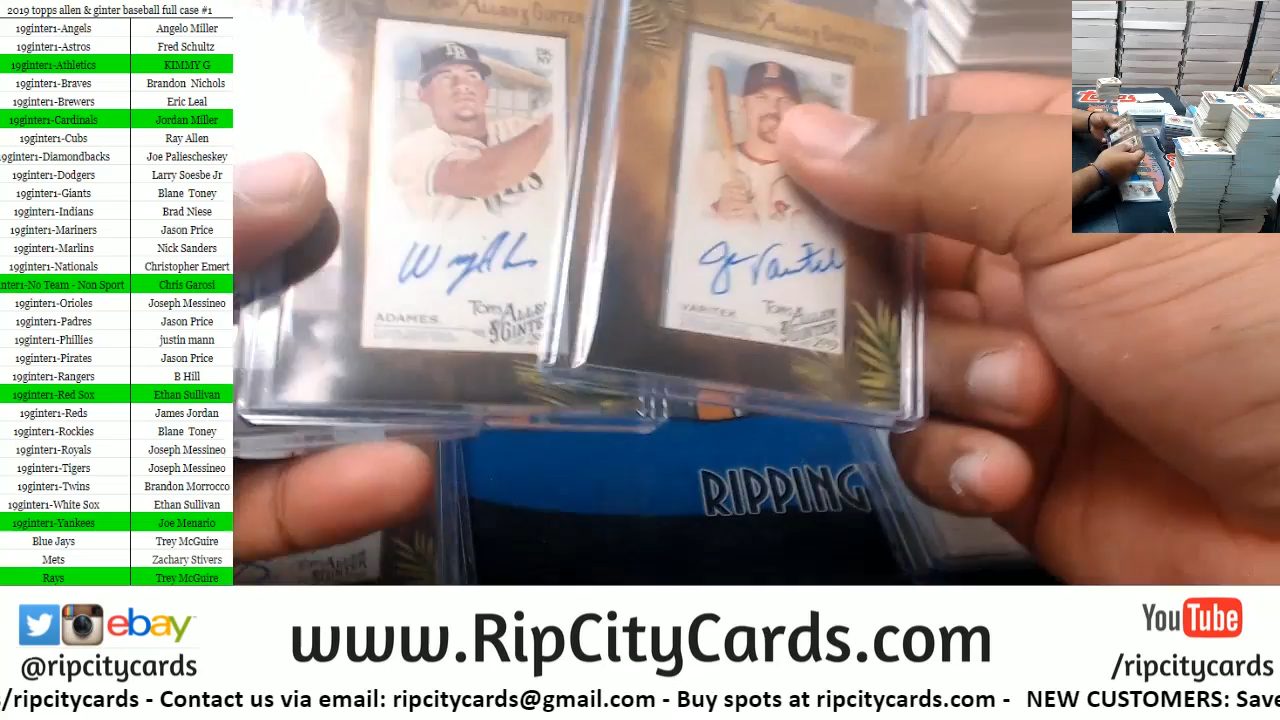 2019 topps allen & ginter baseball full case #1
19ginter1-Angels Angelo Miller
19ginter1-Astros Fred Schultz
19ginter1-Athletics KIMMY G
19ginter1-Braves Brandon Nichols
19ginter1-Brewers Eric Leal
19ginter1-Cardinals Jordan Miller
19ginter1-Cubs Ray Allen
9ginter1-Diamondbacks Joe Paliescheskey
19ginter1-Dodgers Larry Soesbe Jr
19ginter1-Giants Blane Toney
19ginter1-Indians Brad Niese
19ginter1-Mariners Jason Price
19ginter1-Marlins Nick Sanders
19ginter1-Nationals Christopher Emert
nter1-No Team - Non Sport Chris Garosi
19ginter1-Orioles Joseph Messineo
19ginter1-Padres Jason Price
19ginter1-Phillies justin mann
19ginter1-Pirates Jason Price
19ginter1-Rangers B Hill
19ginter1-Red Sox Ethan Sullivan
19ginter1-Reds James Jordan
19ginter1-Rockies Blane Toney
19ginter1-Royals Joseph Messineo
19ginter1-Tigers Joseph Messineo
19ginter1-Twins Brandon Morrocco
19ginter1-White Sox Ethan Sullivan
19ginter1-Yankees Joe Menario
Blue Jays Trey McGuire
Mets Zachary Stivers
Rays Trey McGuire
TB
ADAMES
VARITEK
RIPPING
ebay
@ripcitycards
www.RipCityCards.com
YouTube
/ripcitycards
s/ripcitycards - Contact us via email: ripcitycards@gmail.com - Buy spots at ripcitycards.com - NEW CUSTOMERS: Save